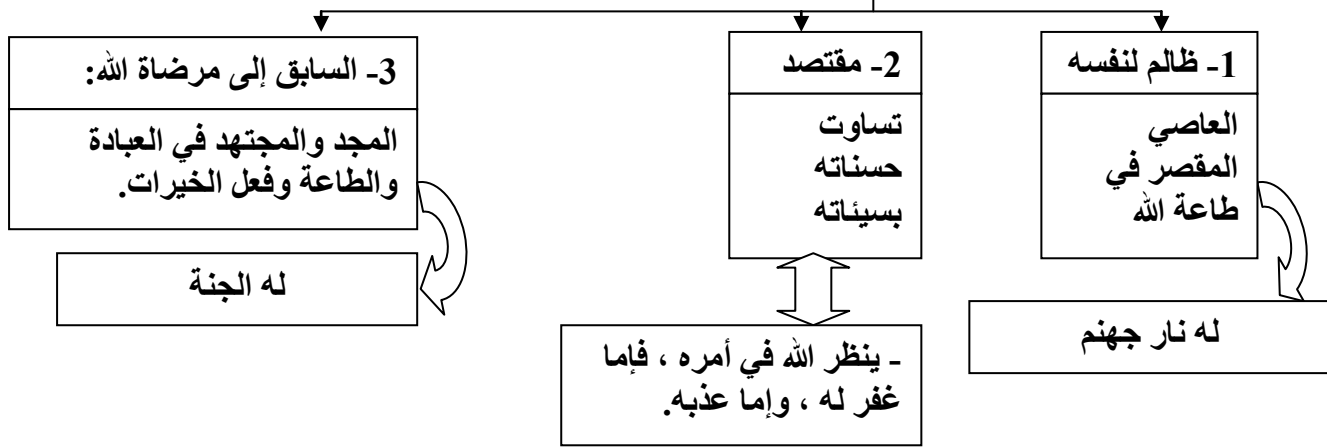 1- ظالم لنفسه
العاصي
المقصر في
طاعة الله
له نار جهنم
2- مقتصد
تساوت
حسناته
بسيئاته
- ينظر الله في أمره ، فإما
غفر له ، وإما عذبه.
3- السابق إلى مرضاة الله:
المجد والمجتهد في العبادة
والطاعة وفعل الخيرات.
له الجنة